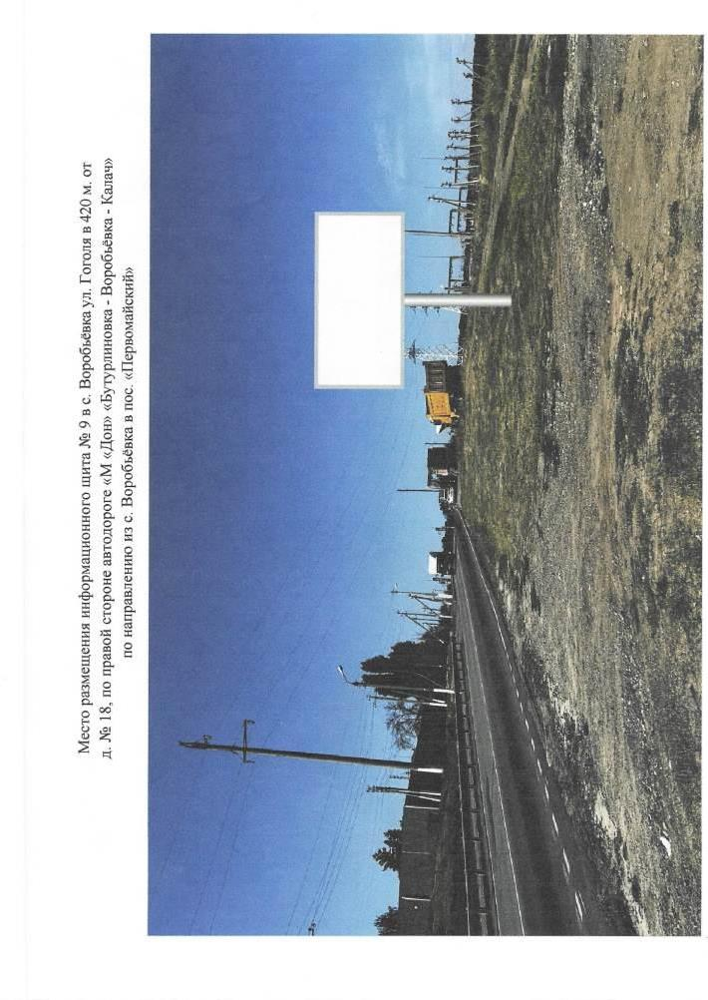 Место размещения информационного щита № 9 в с. Воробьёвка ул. Гоголя в 420 м. от
д. № 18, по правой стороне автодороге «М «Дон» «Бутурлиновка - Воробьёвка - Калач»
по направлению из с. Воробьёвка в пос. «Первомайский»